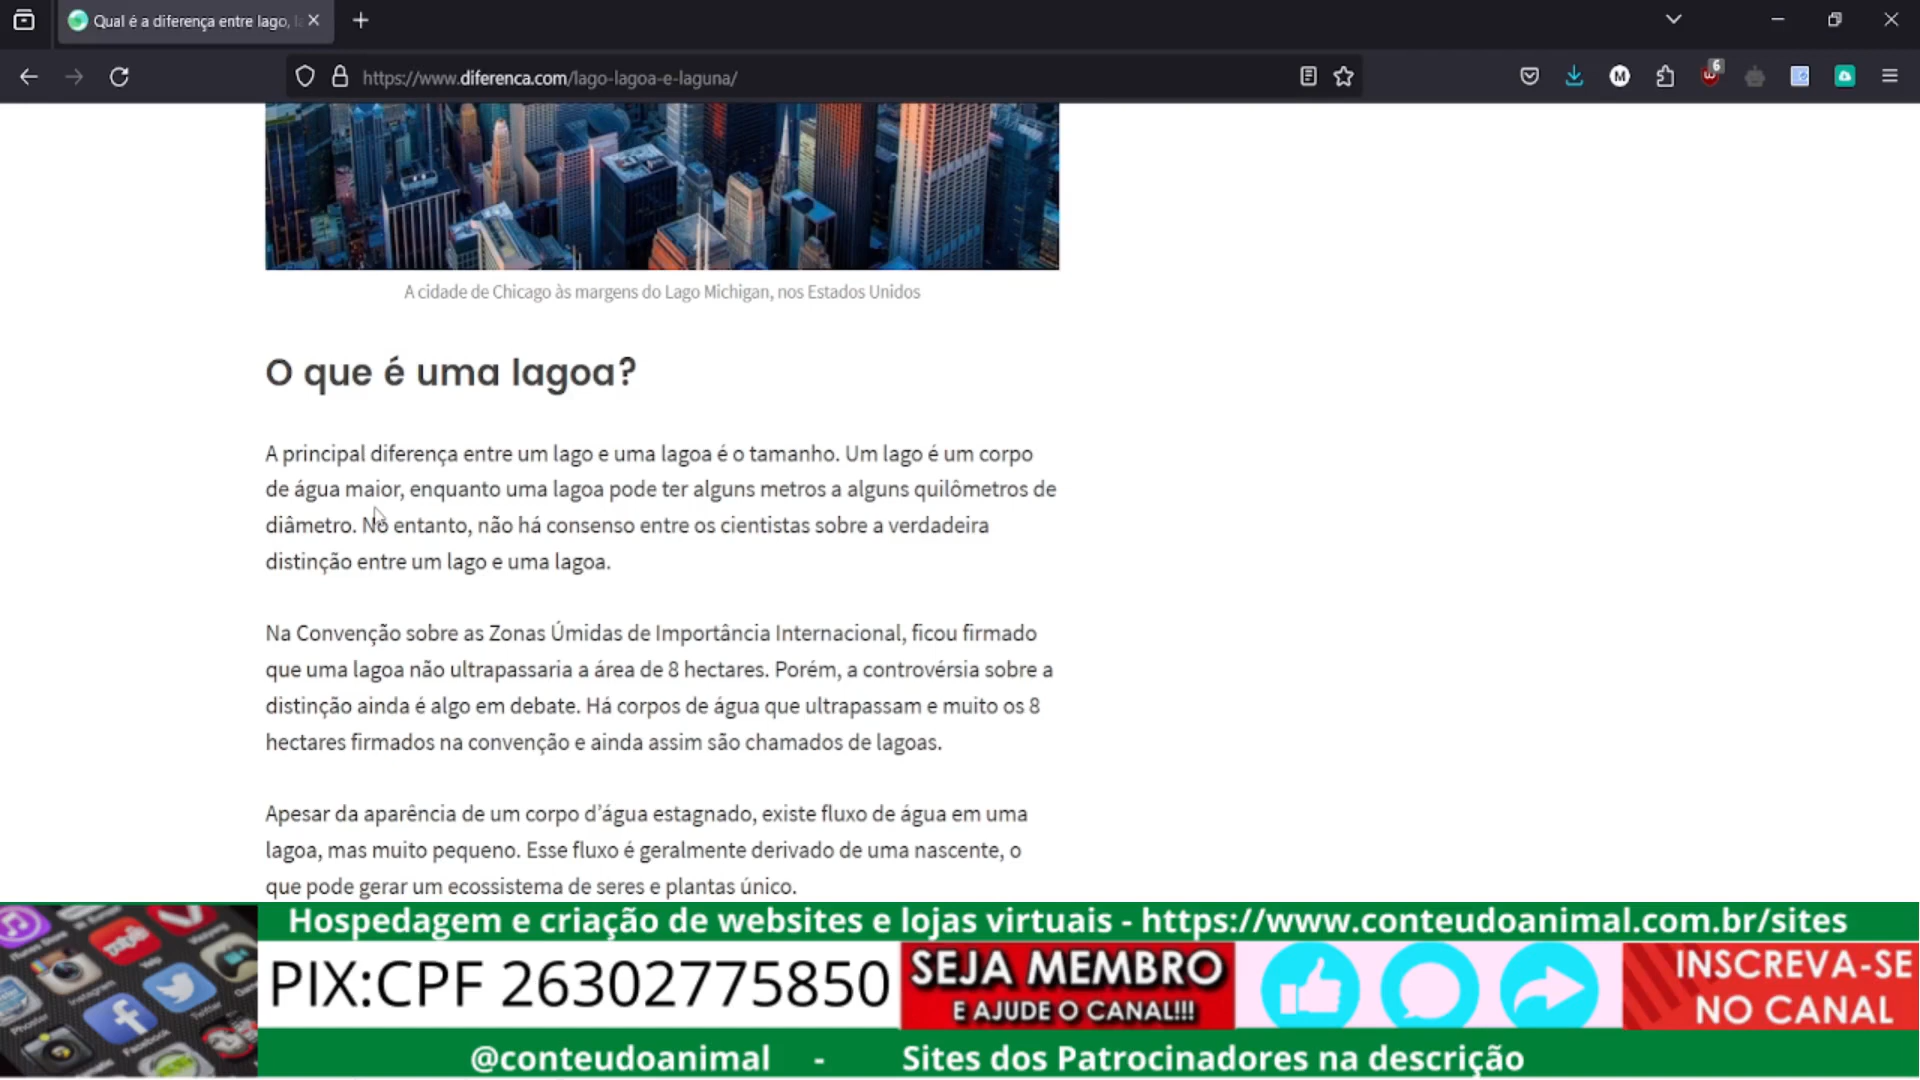 Qual é a diferença entre lago, l
https://www.diferenca.com/lago-lagoa-e-laguna/
6
A cidade de Chicago às margens do Lago Michigan, nos Estados Unidos
O que é uma lagoa?
A principal diferença entre um lago e uma lagoa é o tamanho. Um lago é um corpo
de água maior, enquanto uma lagoa pode ter alguns metros a alguns quilômetros de
diâmetro. No entanto, não há consenso entre os cientistas sobre a verdadeira
distinção entre um lago e uma lagoa.
Na Convenção sobre as Zonas Úmidas de Importância Internacional, ficou firmado
que uma lagoa não ultrapassaria a área de 8 hectares. Porém, a controvérsia sobre a
distinção ainda é algo em debate. Há corpos de água que ultrapassam e muito os 8
hectares firmados na convenção e ainda assim são chamados de lagoas.
Apesar da aparência de um corpo d’água estagnado, existe fluxo de água em uma
lagoa, mas muito pequeno. Esse fluxo é geralmente derivado de uma nascente, o
que pode gerar um ecossistema de seres e plantas único.
Hospedagem e criação de websites e lojas virtuais - https://www.conteudoanimal.com.br/sites
PIX:CPF 26302775850
SEJA MEMBRO
E AJUDE O CANAL!!!
INSCREVA-SE
NO CANAL
@conteudoanimal - Sites dos Patrocinadores na descrição
Instagram
Twitter
Facebook